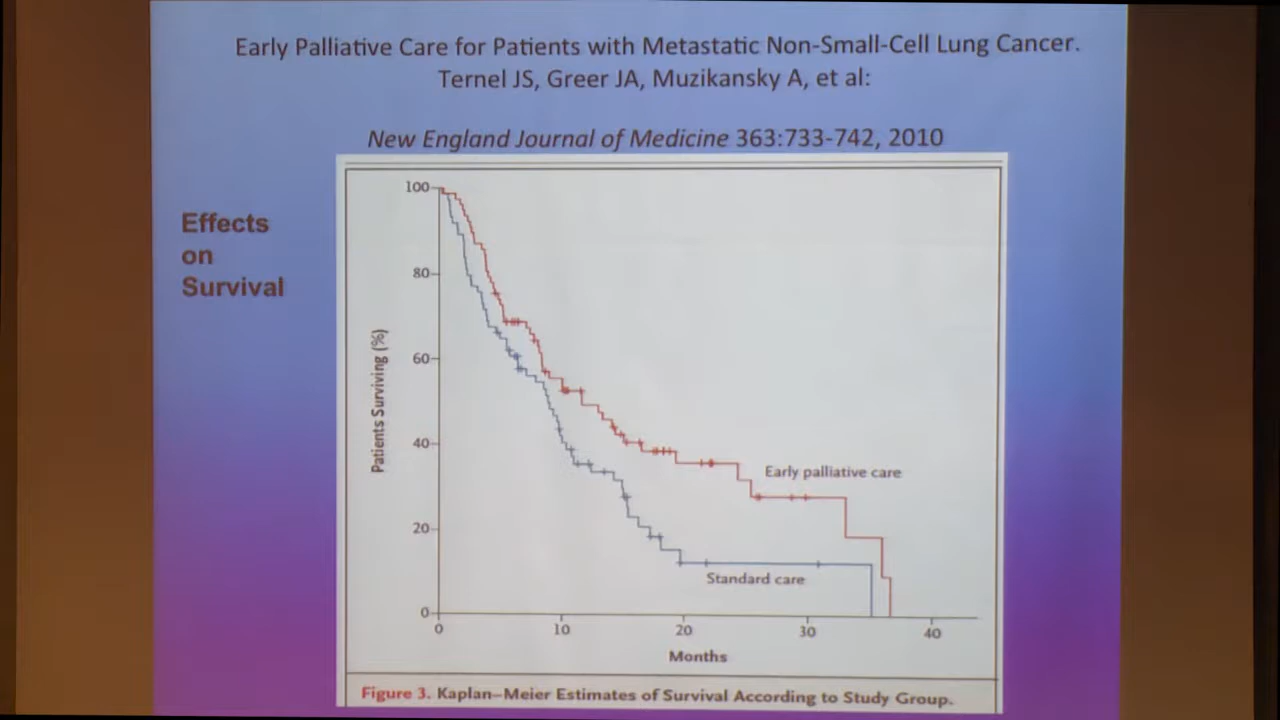 Early Palliative Care for Patients with Metastatic Non-Small-Cell Lung Cancer.
Ternel JS, Greer JA, Muzikansky A, et al:
New England Journal of Medicine 363:733-742, 2010
Effects
on
Survival
100
80
60
40
20
0
Patients Surviving (%)
Early palliative care
Standard care
0 10 20 30 40
Months
Figure 3. Kaplan–Meier Estimates of Survival According to Study Group.